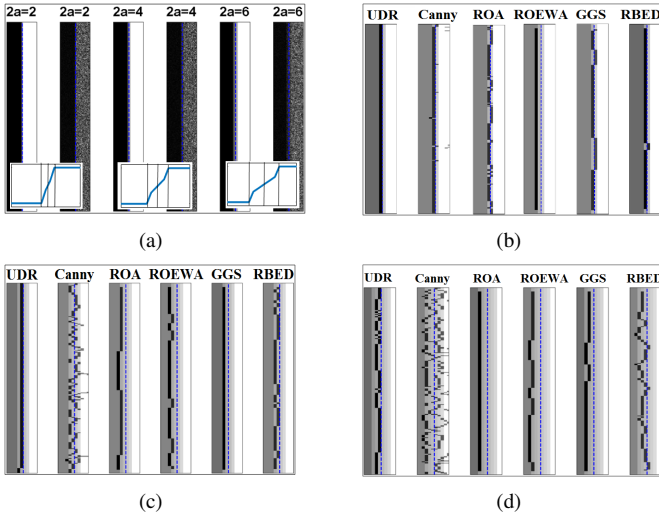 2a=2 2a=2 2a=4 2a=4 2a=6 2a=6
(a)
UDR Canny ROA ROEWA GGS RBED
(b)
UDR Canny ROA ROEWA GGS RBED
(c)
UDR Canny ROA ROEWA GGS RBED
(d)